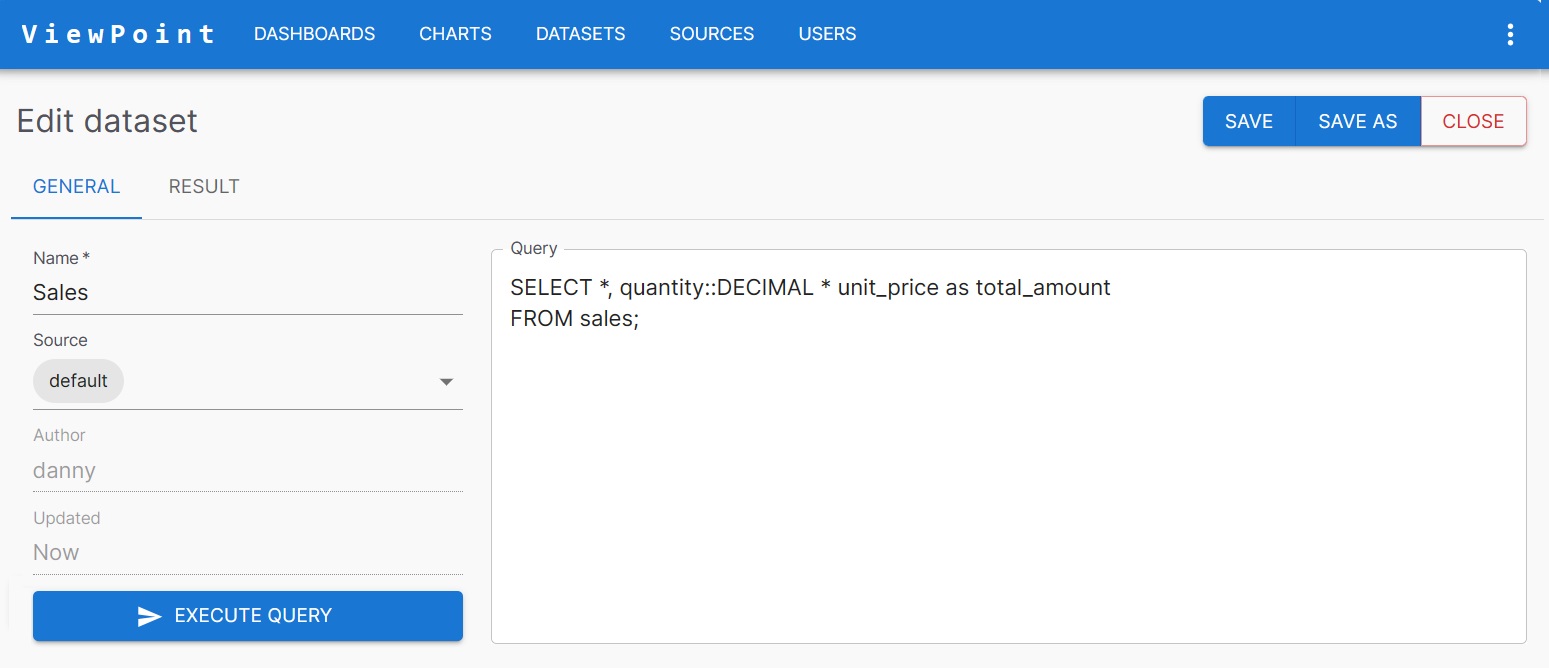 ViewPoint DASHBOARDS CHARTS DATASETS SOURCES USERS
Edit dataset
SAVE SAVE AS CLOSE
GENERAL RESULT
Name *
Sales
Source
default
Author
danny
Updated
Now
EXECUTE QUERY
Query
SELECT *, quantity::DECIMAL * unit_price as total_amount
FROM sales;